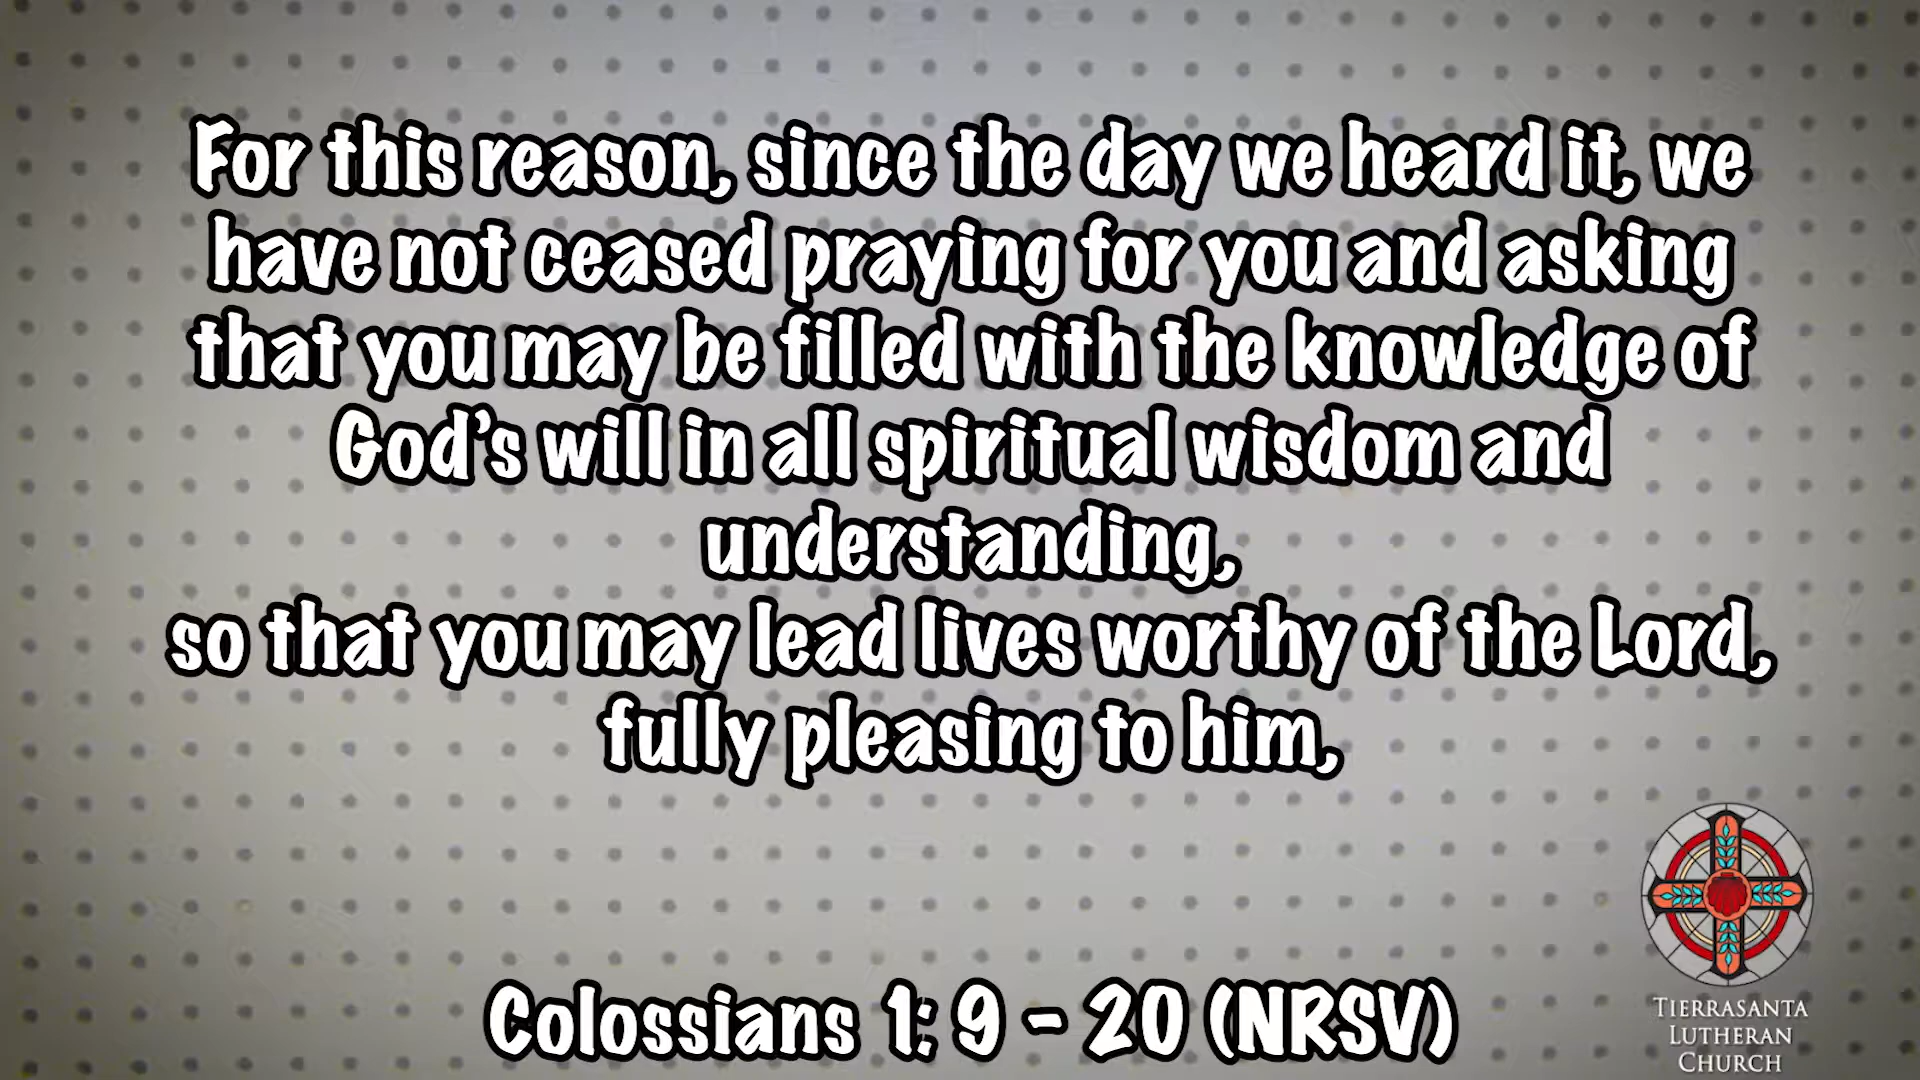 For this reason, since the day we heard it, we
have not ceased praying for you and asking
that you may be filled with the knowledge of
God’s will in all spiritual wisdom and
understanding,
so that you may lead lives worthy of the Lord,
fully pleasing to him,
Colossians 1: 9 - 20 (NRSV)
Tierrasanta
Lutheran
Church